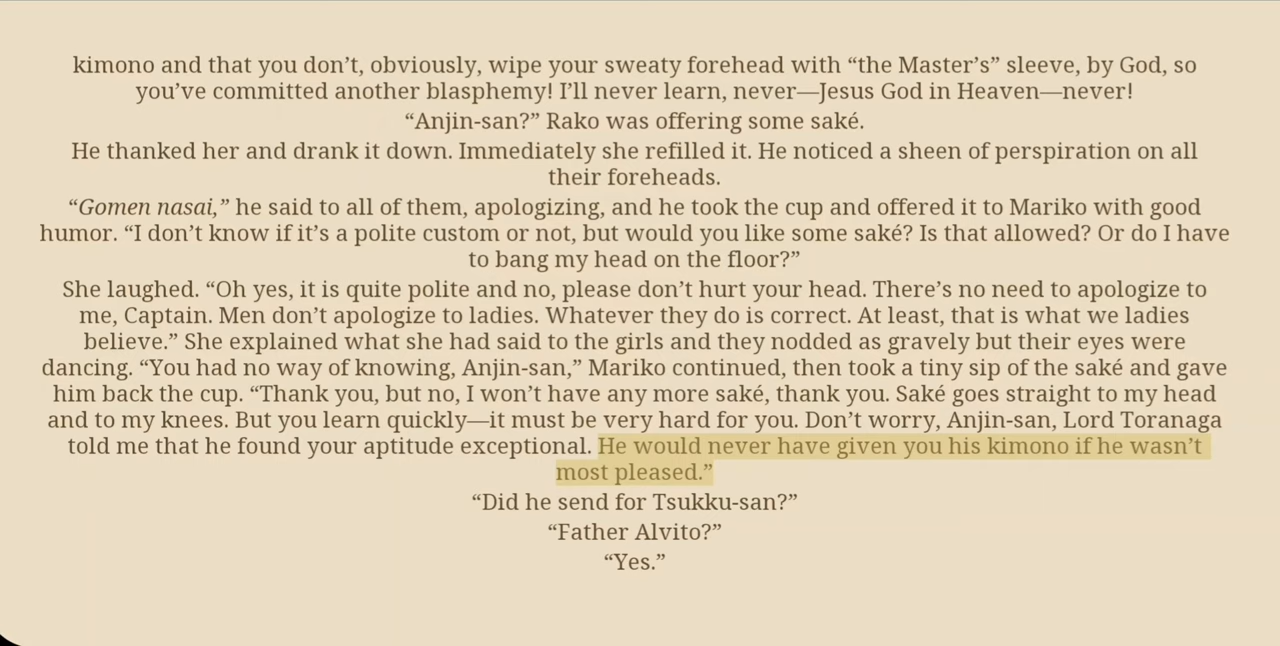 kimono and that you don’t, obviously, wipe your sweaty forehead with “the Master’s” sleeve, by God, so
you’ve committed another blasphemy! I’ll never learn, never—Jesus God in Heaven—never!
“Anjin-san?” Rako was offering some saké.
He thanked her and drank it down. Immediately she refilled it. He noticed a sheen of perspiration on all
their foreheads.
“Gomen nasai,” he said to all of them, apologizing, and he took the cup and offered it to Mariko with good
humor. “I don’t know if it’s a polite custom or not, but would you like some saké? Is that allowed? Or do I have
to bang my head on the floor?”
She laughed. “Oh yes, it is quite polite and no, please don’t hurt your head. There’s no need to apologize to
me, Captain. Men don’t apologize to ladies. Whatever they do is correct. At least, that is what we ladies
believe.” She explained what she had said to the girls and they nodded as gravely but their eyes were
dancing. “You had no way of knowing, Anjin-san,” Mariko continued, then took a tiny sip of the saké and gave
him back the cup. “Thank you, but no, I won’t have any more saké, thank you. Saké goes straight to my head
and to my knees. But you learn quickly—it must be very hard for you. Don’t worry, Anjin-san, Lord Toranaga
told me that he found your aptitude exceptional. He would never have given you his kimono if he wasn’t
most pleased.”
“Did he send for Tsukku-san?”
“Father Alvito?”
“Yes.”